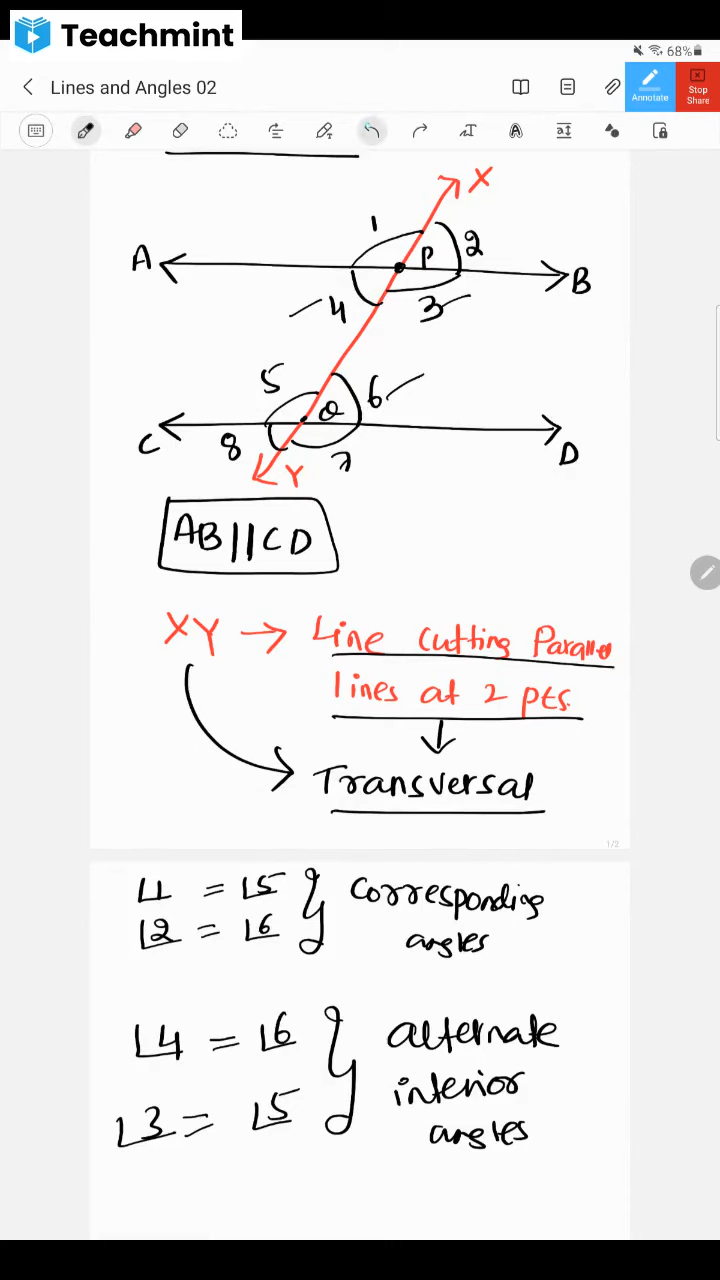 Teachmint
68%
Lines and Angles 02
Annotate
Stop
Share
X
1
2
A
P
B
4
3
5
6
Q
C
8
7
D
Y
AB||CD
XY → Line Cutting Parallel
lines at 2 pts.
Transversal
1/2
∠1 = ∠5 } Corresponding
∠2 = ∠6 angles
∠4 = ∠6 } alternate
interior
∠3 = ∠5 angles